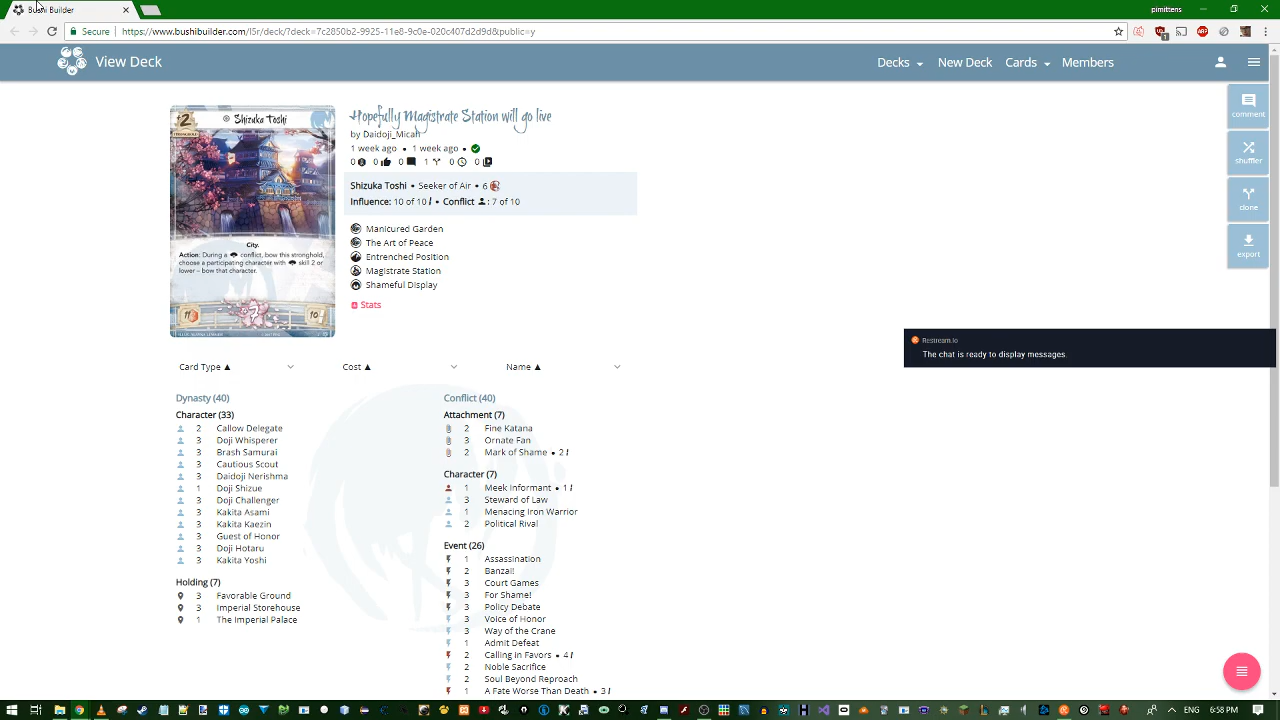 Bushi Builder
pimiteris
Secure https://www.bushibuilder.com/l5r/deck/?deck=7c2850b2-9925-11e8-9c0e-020c407d2d9d&public=y
View Deck
Decks New Deck Cards Members
comment
shuffler
clone
export
+2
STRONGHOLD
Shizuka Toshi
City.
Action: During a conflict, bow this stronghold,
choose a participating character with skill 2 or
lower – bow that character.
11
10
Hopefully Magistrate Station will go live
by Daidoji_Micah
1 week ago • 1 week ago •
0 0 0 1 0 0
Shizuka Toshi • Seeker of Air • 6
Influence: 10 of 10 • Conflict : 7 of 10
Manicured Garden
The Art of Peace
Entrenched Position
Magistrate Station
Shameful Display
Stats
Restream.io
The chat is ready to display messages.
Card Type ▲ Cost ▲ Name ▲
Dynasty (40)
Character (33)
2 Callow Delegate
3 Doji Whisperer
3 Brash Samurai
3 Cautious Scout
3 Daidoji Nerishma
1 Doji Shizue
3 Doji Challenger
3 Kakita Asami
3 Kakita Kaezin
3 Guest of Honor
3 Doji Hotaru
3 Kakita Yoshi
Holding (7)
3 Favorable Ground
3 Imperial Storehouse
1 The Imperial Palace
Conflict (40)
Attachment (7)
2 Fine Katana
3 Ornate Fan
2 Mark of Shame • 2
Character (7)
1 Meek Informant • 1
3 Steward of Law
1 Menacing Iron Warrior
2 Political Rival
Event (26)
1 Assassination
2 Banzai!
3 Court Games
3 For Shame!
3 Policy Debate
3 Voice of Honor
3 Way of the Crane
1 Admit Defeat
2 Calling in Favors • 4
2 Noble Sacrifice
2 Soul Beyond Reproach
1 A Fate Worse Than Death • 3
6:58 PM